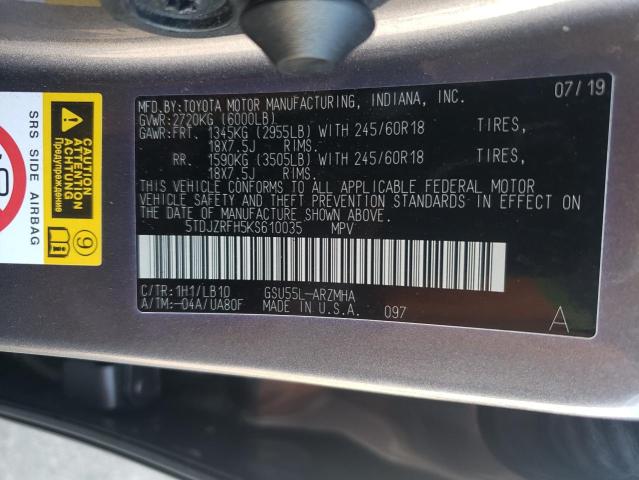 MFD.BY:TOYOTA MOTOR MANUFACTURING, INDIANA, INC. 07/19
GVWR:2720KG (6000LB)
GAWR:FRT. 1345KG (2955LB) WITH 245/60R18 TIRES,
18X7.5J RIMS.
RR. 1590KG (3505LB) WITH 245/60R18 TIRES,
18X7.5J RIMS.
THIS VEHICLE CONFORMS TO ALL APPLICABLE FEDERAL MOTOR
VEHICLE SAFETY AND THEFT PREVENTION STANDARDS IN EFFECT ON
THE DATE OF MANUFACTURE SHOWN ABOVE.
5TDJZRFH5KS610035 MPV
C/TR:1H1/LB10 GSU55L-ARZMHA
A/TM:-04A/UA80F MADE IN U.S.A. 097 A
SRS SIDE AIRBAG
CAUTION
ATTENTION
ACHTUNG
Предупреждение
9